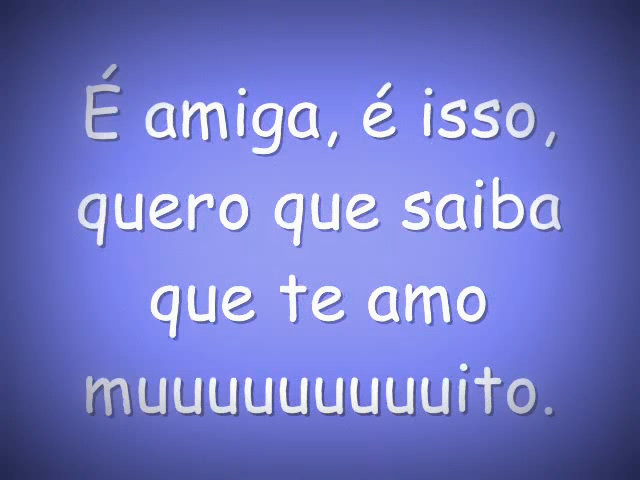 É amiga, é isso,
quero que saiba
que te amo
muuuuuuuuuito.